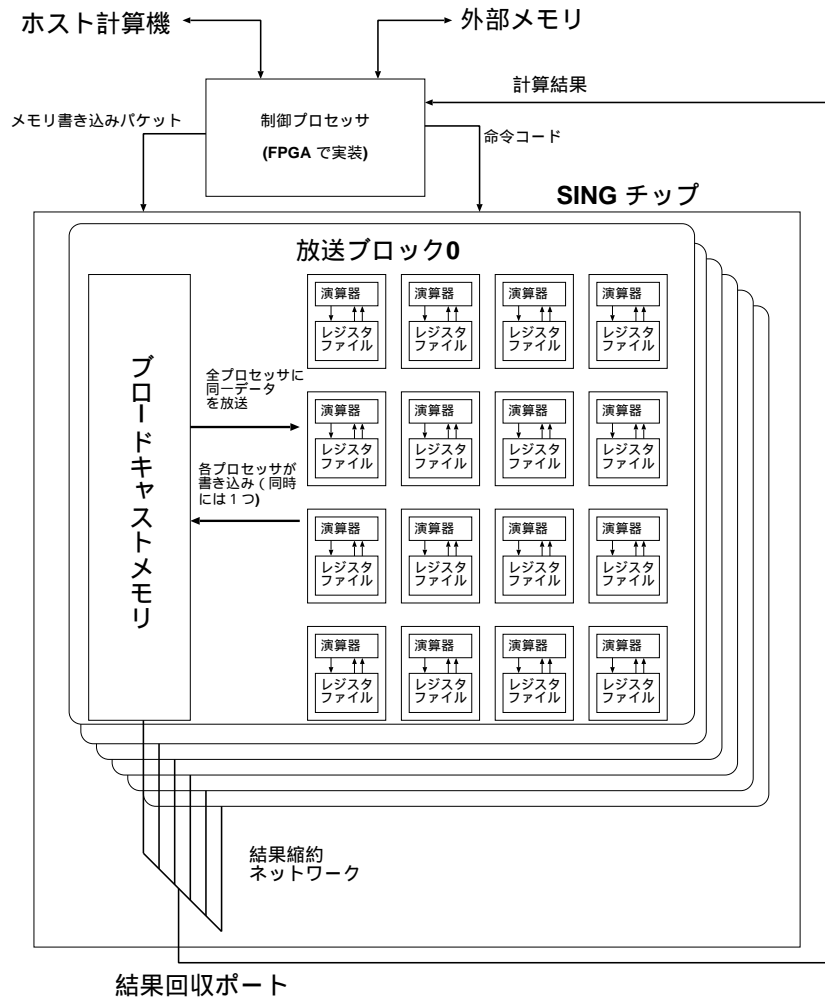 ホスト計算機
外部メモリ
計算結果
メモリ書き込みパケット
制御プロセッサ
(FPGA で実装)
命令コード
SING チップ
放送ブロック0
ブロードキャストメモリ
全プロセッサに
同一データ
を放送
各プロセッサが
書き込み ( 同時
には１つ)
演算器
レジスタ
ファイル
演算器
レジスタ
ファイル
演算器
レジスタ
ファイル
演算器
レジスタ
ファイル
演算器
レジスタ
ファイル
演算器
レジスタ
ファイル
演算器
レジスタ
ファイル
演算器
レジスタ
ファイル
演算器
レジスタ
ファイル
演算器
レジスタ
ファイル
演算器
レジスタ
ファイル
演算器
レジスタ
ファイル
演算器
レジスタ
ファイル
演算器
レジスタ
ファイル
演算器
レジスタ
ファイル
演算器
レジスタ
ファイル
結果縮約
ネットワーク
結果回収ポート